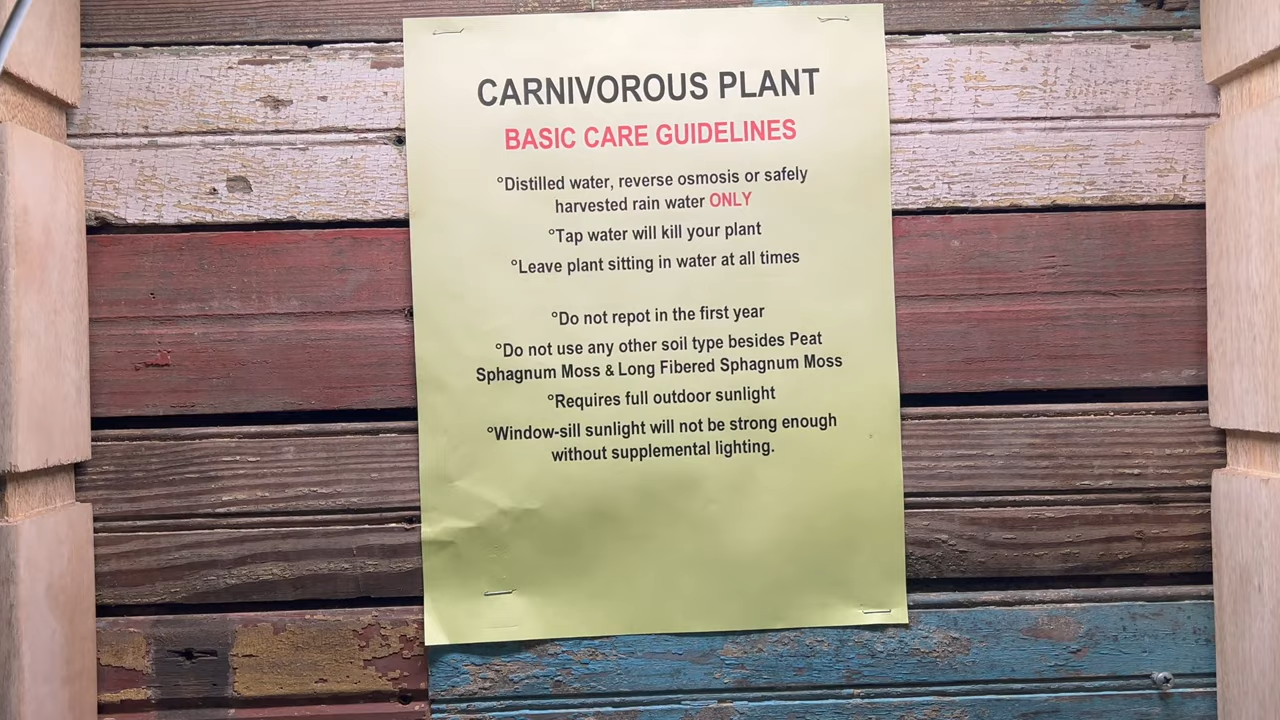 CARNIVOROUS PLANT
BASIC CARE GUIDELINES
°Distilled water, reverse osmosis or safely
harvested rain water ONLY
°Tap water will kill your plant
°Leave plant sitting in water at all times
°Do not repot in the first year
°Do not use any other soil type besides Peat
Sphagnum Moss & Long Fibered Sphagnum Moss
°Requires full outdoor sunlight
°Window-sill sunlight will not be strong enough
without supplemental lighting.